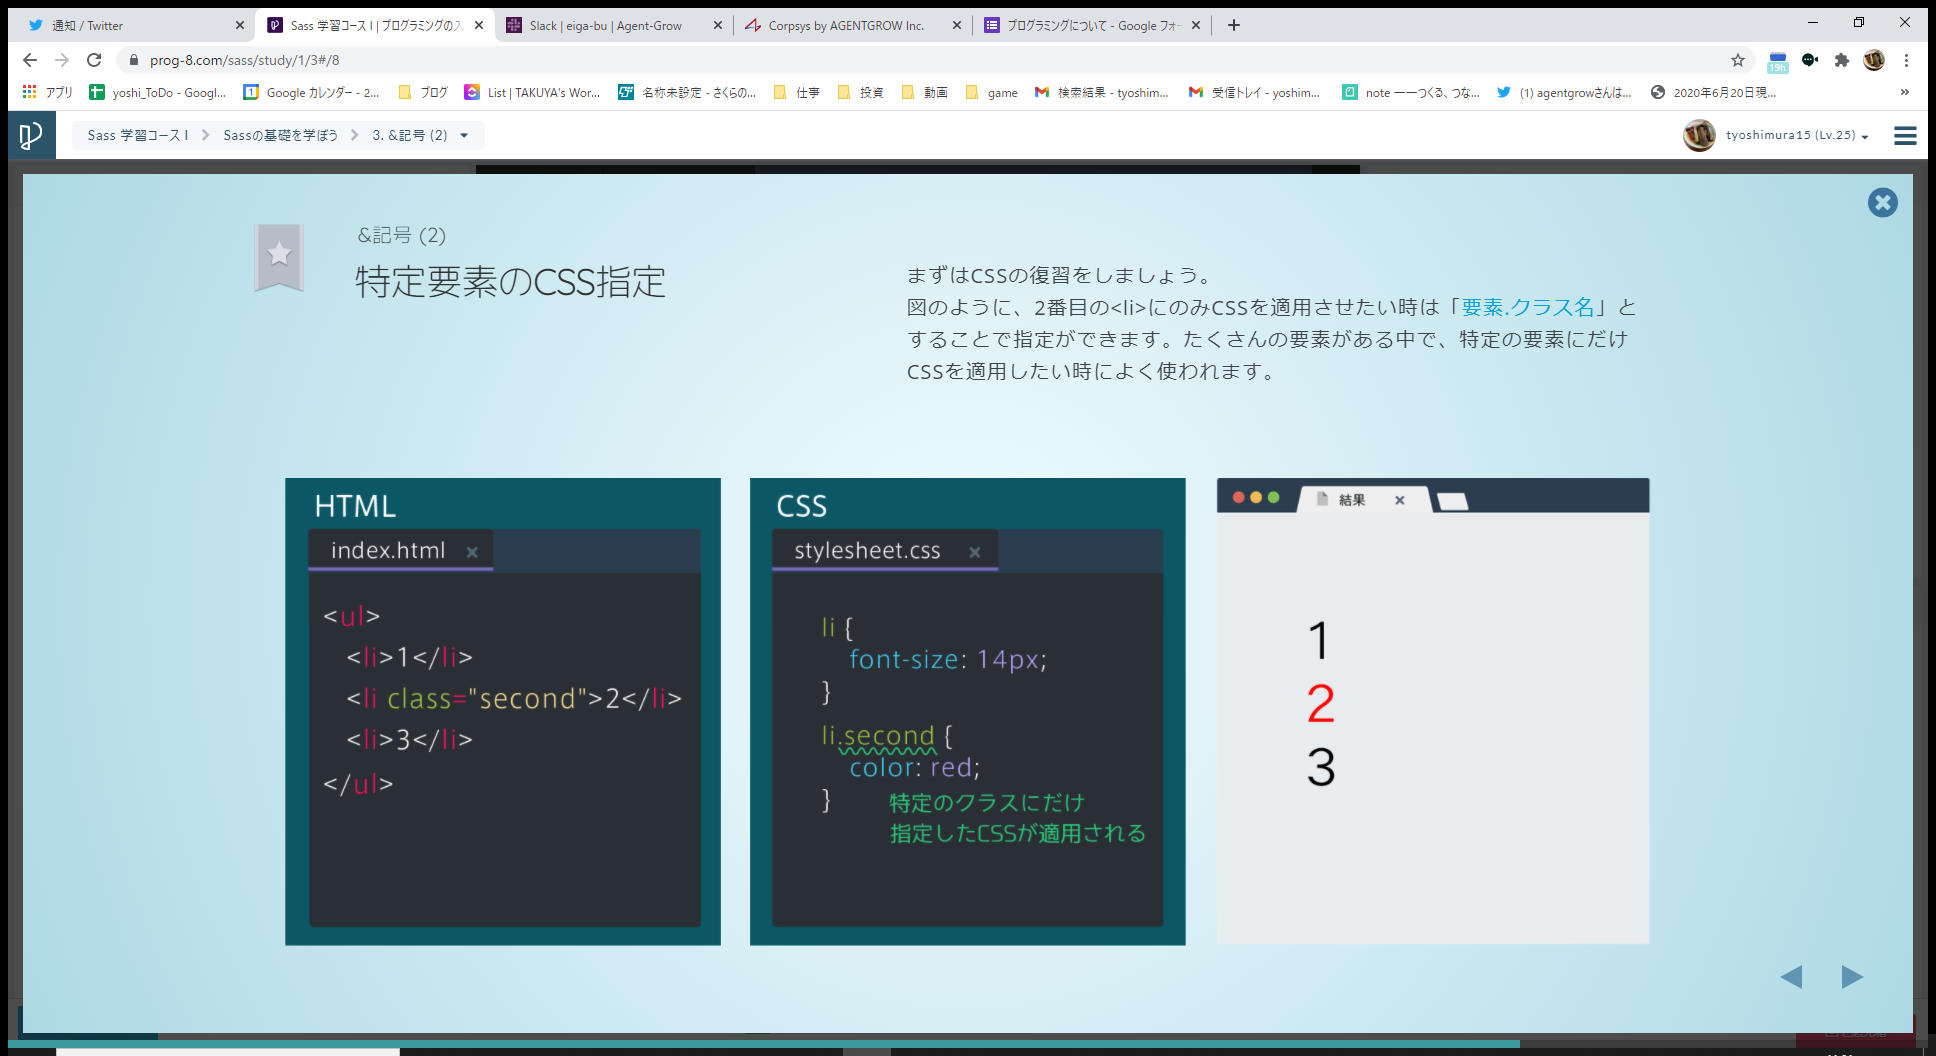 通知 / Twitter
Sass 学習コース I | プログラミングの入
Slack | eiga-bu | Agent-Grow
Corpsys by AGENTGROW Inc.
プログラミングについて - Google フォー
prog-8.com/sass/study/1/3#/8
19h
アプリ
yoshi_ToDo - Googl...
Google カレンダー - 2...
ブログ
List | TAKUYA's Wor...
名称未設定 - さくらの...
仕事
投資
動画
game
検索結果 - tyoshim...
受信トレイ - yoshim...
note ーーつくる、つな...
(1) agentgrowさんは...
2020年6月20日現...
»
Sass 学習コース I
Sassの基礎を学ぼう
3. &記号 (2)
tyoshimura15 (Lv.25)
&記号 (2)
特定要素のCSS指定
まずはCSSの復習をしましょう。
図のように、2番目の<li>にのみCSSを適用させたい時は「要素.クラス名」と
することで指定ができます。たくさんの要素がある中で、特定の要素にだけ
CSSを適用したい時によく使われます。
HTML
index.html ×
<ul>
<li>1</li>
<li class="second">2</li>
<li>3</li>
</ul>
CSS
stylesheet.css ×
li {
font-size: 14px;
}
li.second {
color: red;
}
特定のクラスにだけ
指定したCSSが適用される
結果 ×
1
2
3